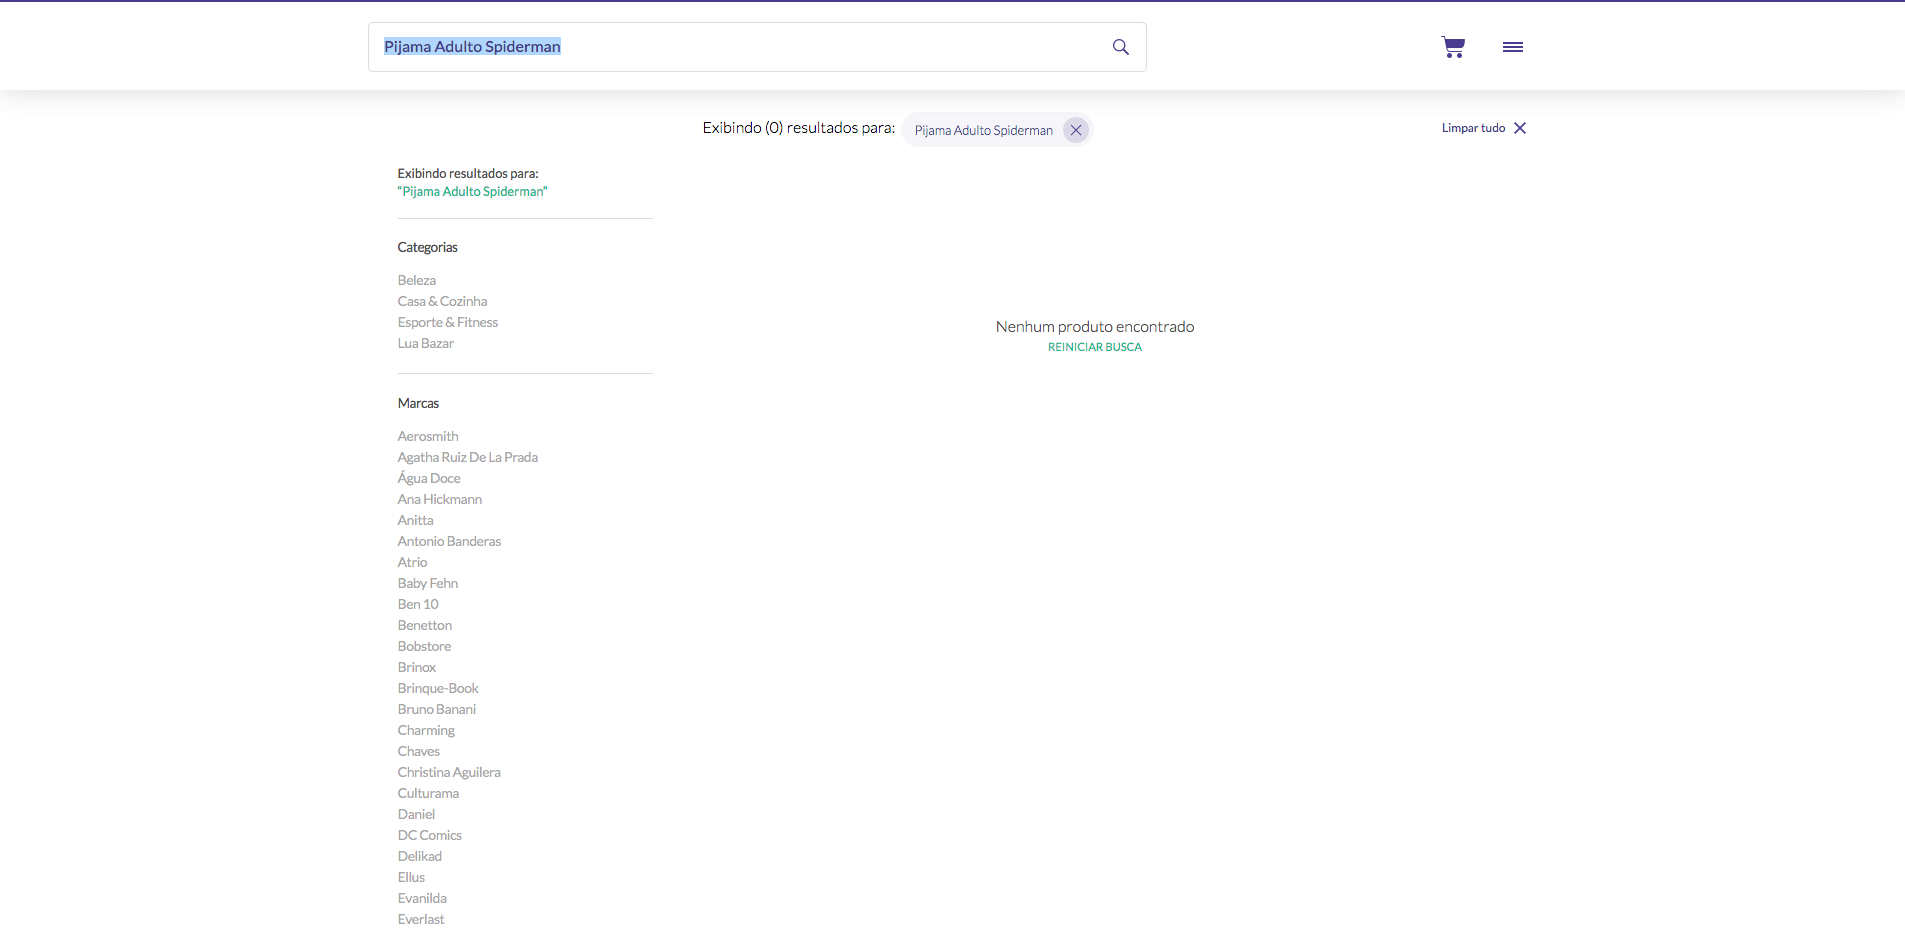 Pijama Adulto Spiderman
Exibindo (0) resultados para: Pijama Adulto Spiderman
Limpar tudo
Exibindo resultados para:
“Pijama Adulto Spiderman”
Categorias
Beleza
Casa & Cozinha
Esporte & Fitness
Lua Bazar
Nenhum produto encontrado
REINICIAR BUSCA
Marcas
Aerosmith
Agatha Ruiz De La Prada
Água Doce
Ana Hickmann
Anitta
Antonio Banderas
Atrio
Baby Fehn
Ben 10
Benetton
Bobstore
Brinox
Brinque-Book
Bruno Banani
Charming
Chaves
Christina Aguilera
Culturama
Daniel
DC Comics
Delikad
Ellus
Evanilda
Everlast